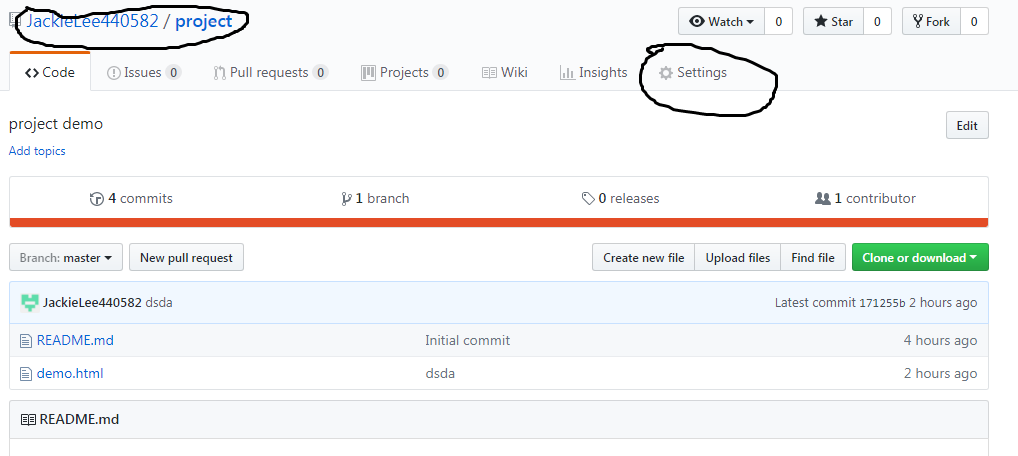 JackieLee440582 / project Watch 0 Star 0 Fork 0
Code Issues 0 Pull requests 0 Projects 0 Wiki Insights Settings
project demo Edit
Add topics
4 commits 1 branch 0 releases 1 contributor
Branch: master New pull request Create new file Upload files Find file Clone or download
JackieLee440582 dsda Latest commit 171255b 2 hours ago
README.md Initial commit 4 hours ago
demo.html dsda 2 hours ago
README.md